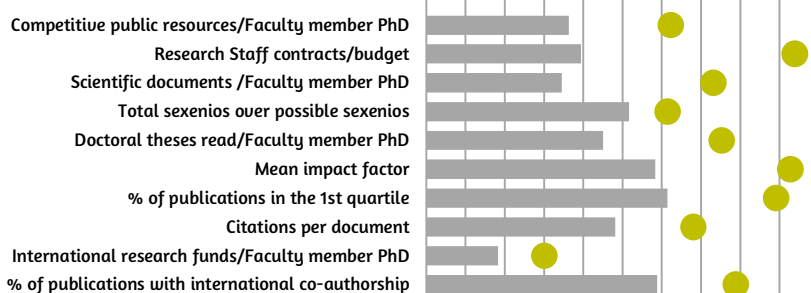 Competitive public resources/Faculty member PhD
Research Staff contracts/budget
Scientific documents /Faculty member PhD
Total sexenios over possible sexenios
Doctoral theses read/Faculty member PhD
Mean impact factor
% of publications in the 1st quartile
Citations per document
International research funds/Faculty member PhD
% of publications with international co-authorship